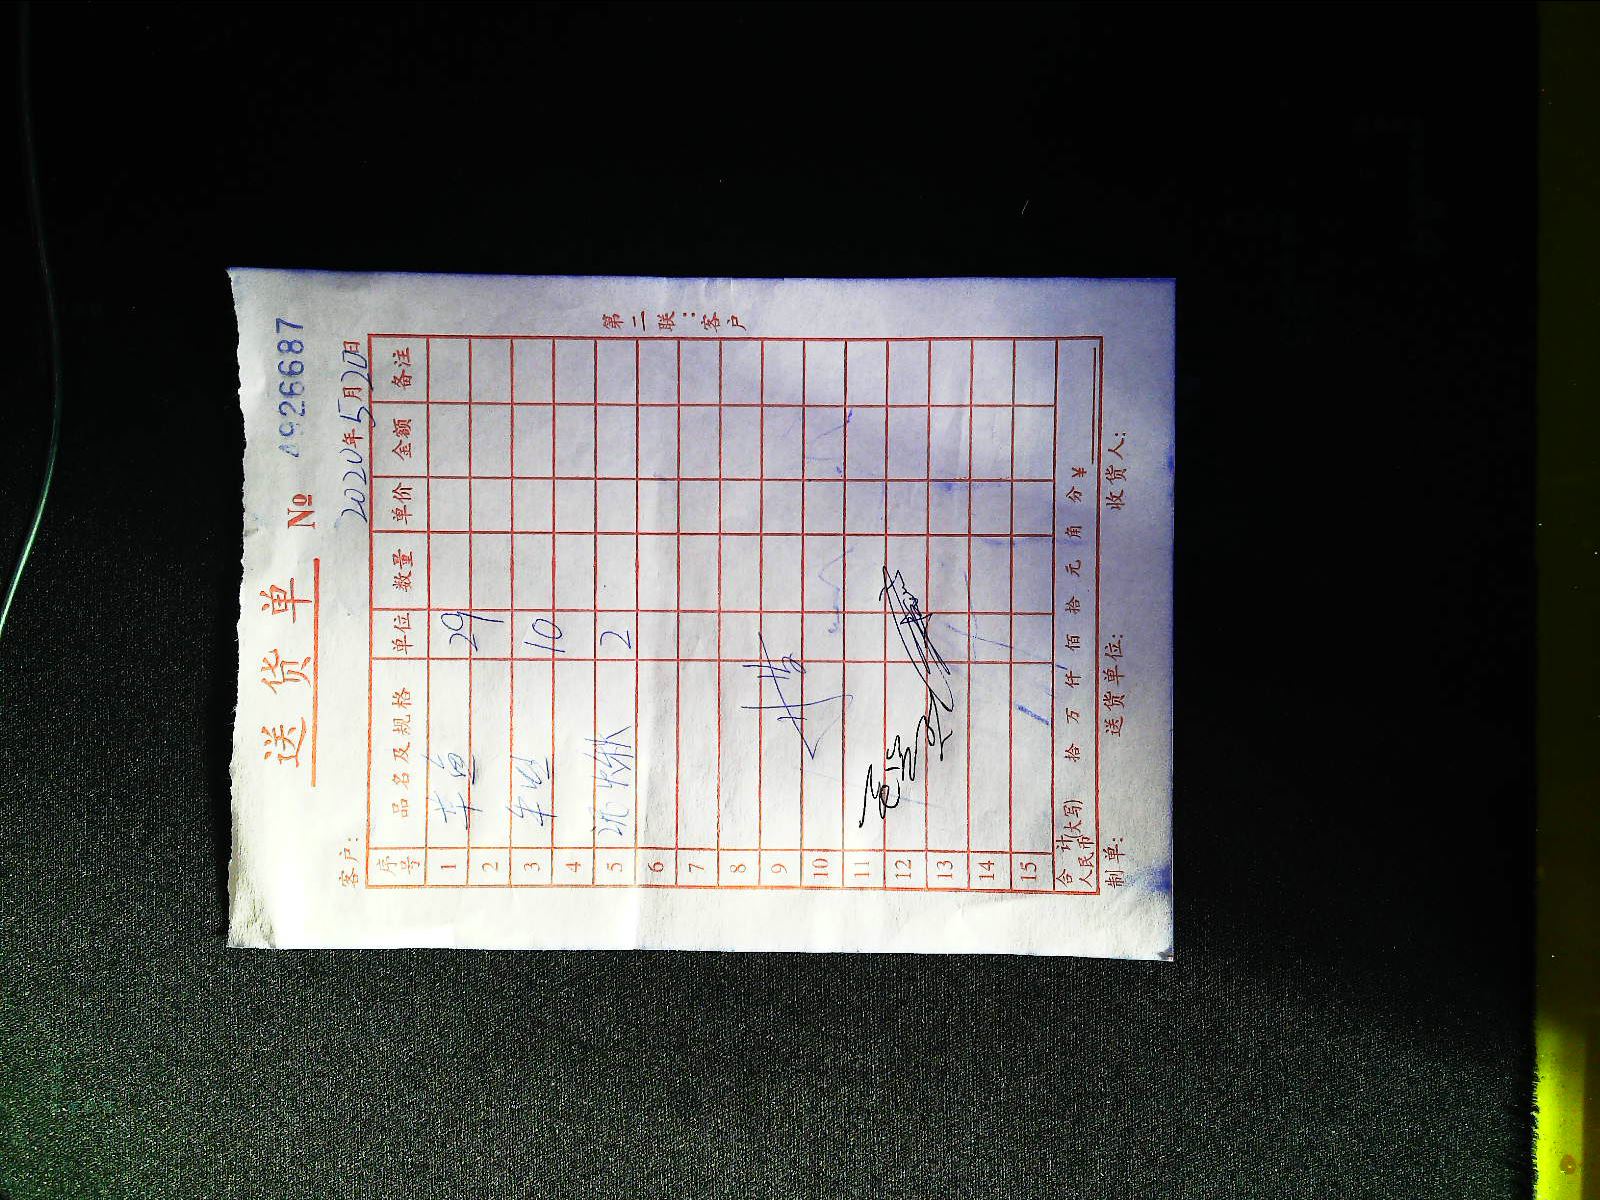 送货单 № 4926687
客户: 2020年5月20日
序号 品名及规格 单位 数量 单价 金额 备注
1 29
2
3 10
4
5 2
6
7
8
9
10
11
12
13
14
15
合计人民币(大写) 拾 万 仟 佰 拾 元 角 分 ¥
制单: 送货单位: 收货人:
第二联:客户